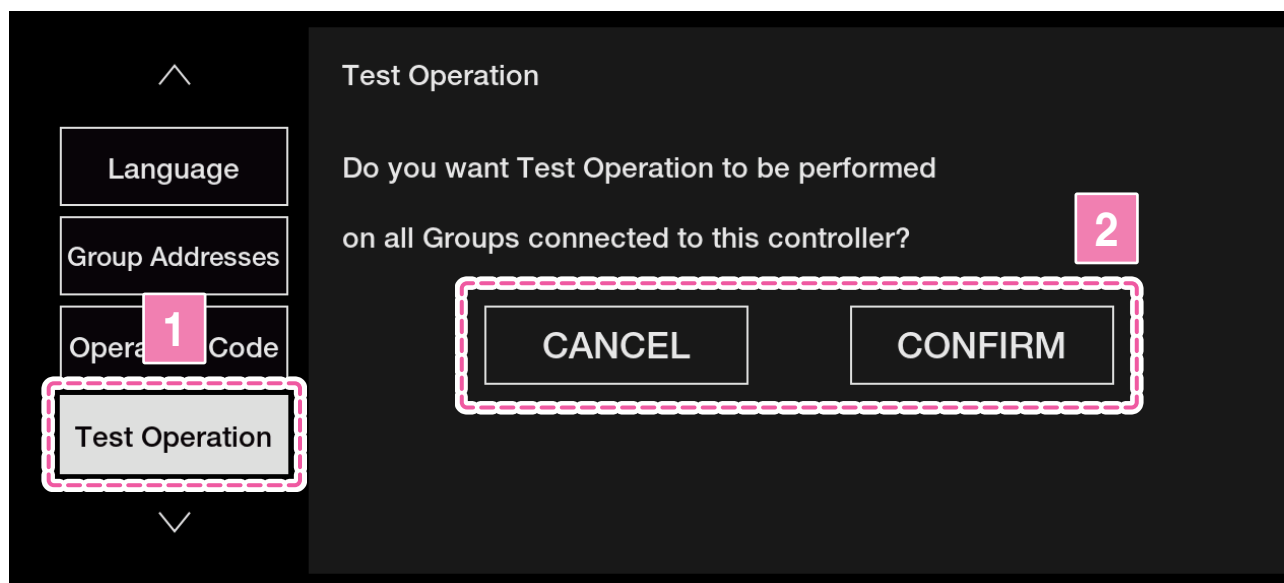 Test Operation
Language
Do you want Test Operation to be performed
on all Groups connected to this controller?
2
Group Addresses
1
Code
CANCEL
CONFIRM
Test Operation